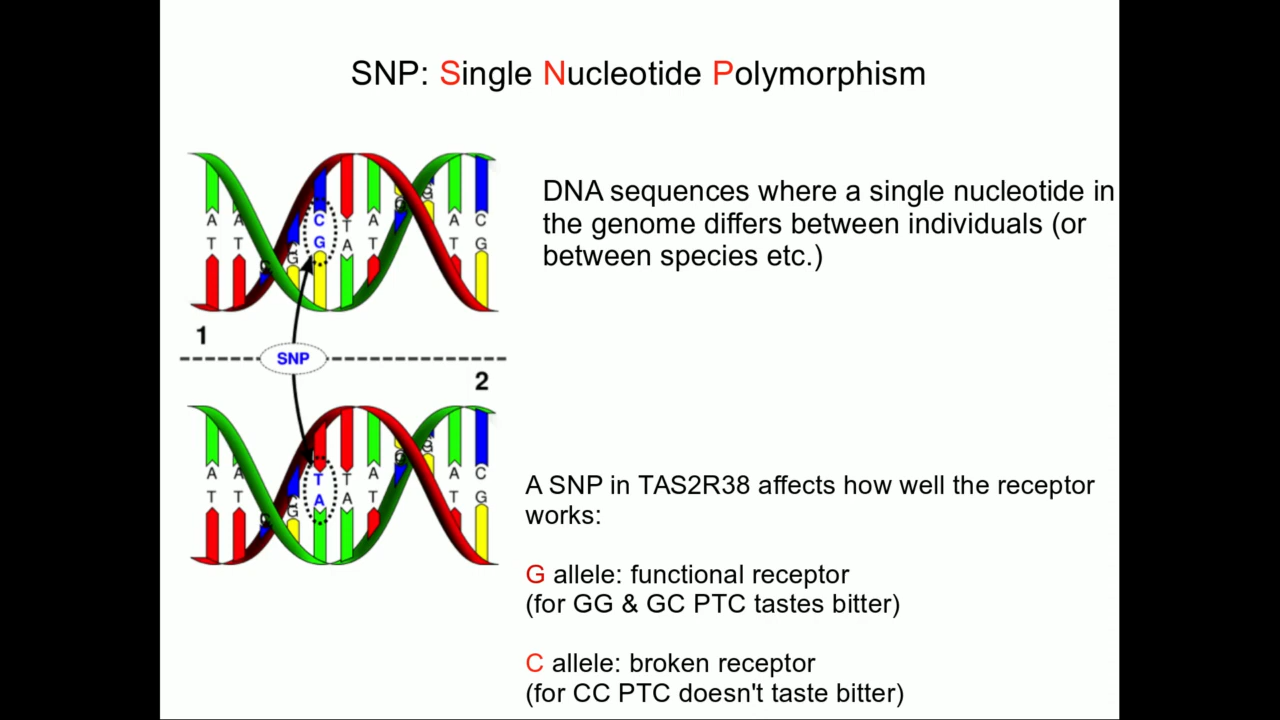 SNP: Single Nucleotide Polymorphism
DNA sequences where a single nucleotide in
the genome differs between individuals (or
between species etc.)
A A C T A G A C
T T G G A T T G
1
SNP
2
A A T T A G A C
T T G A A T T G
A SNP in TAS2R38 affects how well the receptor
works:
G allele: functional receptor
(for GG & GC PTC tastes bitter)
C allele: broken receptor
(for CC PTC doesn't taste bitter)